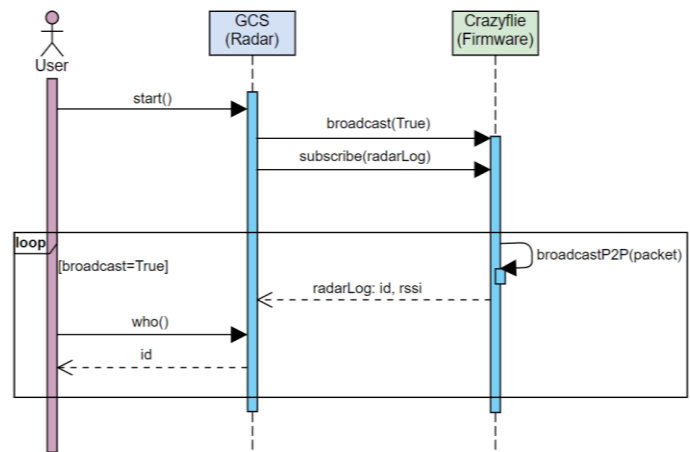 GCS
(Radar)
Crazyflie
(Firmware)
User
start()
broadcast(True)
subscribe(radarLog)
loop
[broadcast=True]
broadcastP2P(packet)
radarLog: id, rssi
who()
id